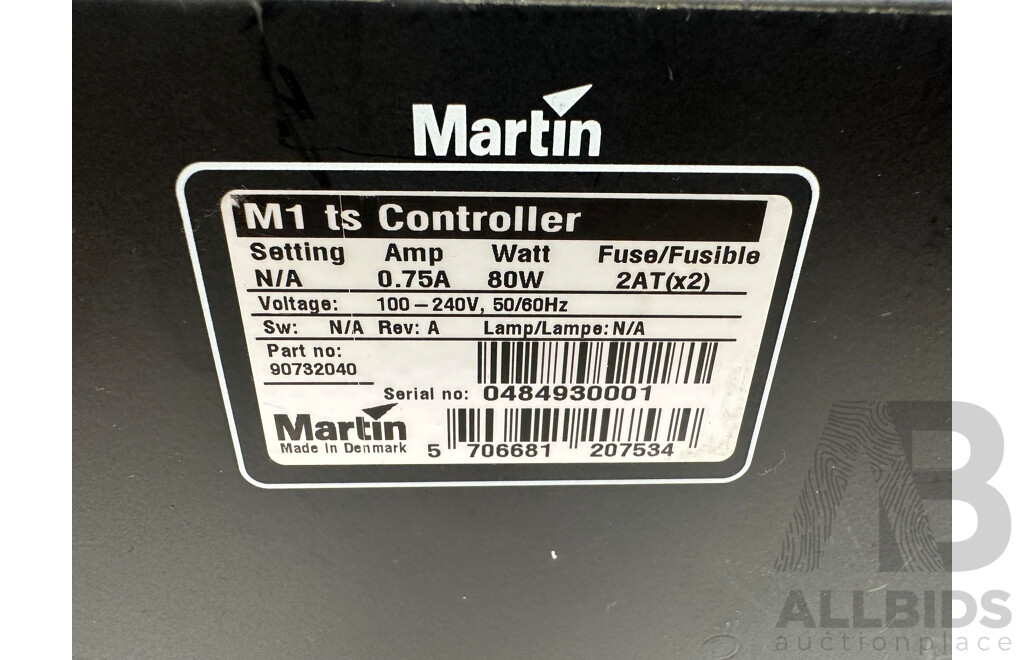 Martin
M1 ts Controller
Setting Amp Watt Fuse/Fusible
N/A 0.75A 80W 2AT(x2)
Voltage: 100-240V, 50/60Hz
Sw: N/A Rev: A Lamp/Lampe: N/A
Part no:
90732040
Serial no: 0484930001
Martin
Made In Denmark
5 706681 207534
AB
ALLBIDS
auctionplace